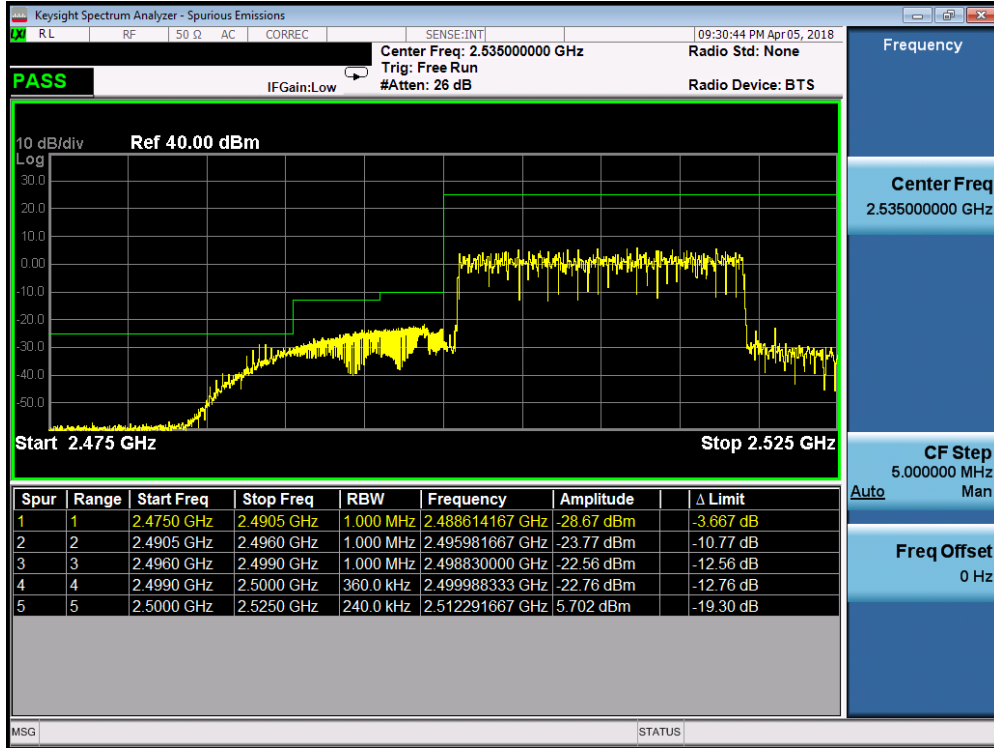 Keysight Spectrum Analyzer - Spurious Emissions
LXI RL RF 50 Ω AC CORREC SENSE:INT 09:30:44 PM Apr 05, 2018
Center Freq: 2.535000000 GHz Radio Std: None
Trig: Free Run
PASS IFGain:Low #Atten: 26 dB Radio Device: BTS
10 dB/div Ref 40.00 dBm
Log
30.0
20.0
10.0
0.00
-10.0
-20.0
-30.0
-40.0
-50.0
Start 2.475 GHz Stop 2.525 GHz
Spur Range Start Freq Stop Freq RBW Frequency Amplitude Δ Limit
1 1 2.4750 GHz 2.4905 GHz 1.000 MHz 2.488614167 GHz -28.67 dBm -3.667 dB
2 2 2.4905 GHz 2.4960 GHz 1.000 MHz 2.495981667 GHz -23.77 dBm -10.77 dB
3 3 2.4960 GHz 2.4990 GHz 1.000 MHz 2.498830000 GHz -22.56 dBm -12.56 dB
4 4 2.4990 GHz 2.5000 GHz 360.0 kHz 2.499988333 GHz -22.76 dBm -12.76 dB
5 5 2.5000 GHz 2.5250 GHz 240.0 kHz 2.512291667 GHz 5.702 dBm -19.30 dB
MSG STATUS
Frequency
Center Freq
2.535000000 GHz
CF Step
5.000000 MHz
Auto Man
Freq Offset
0 Hz